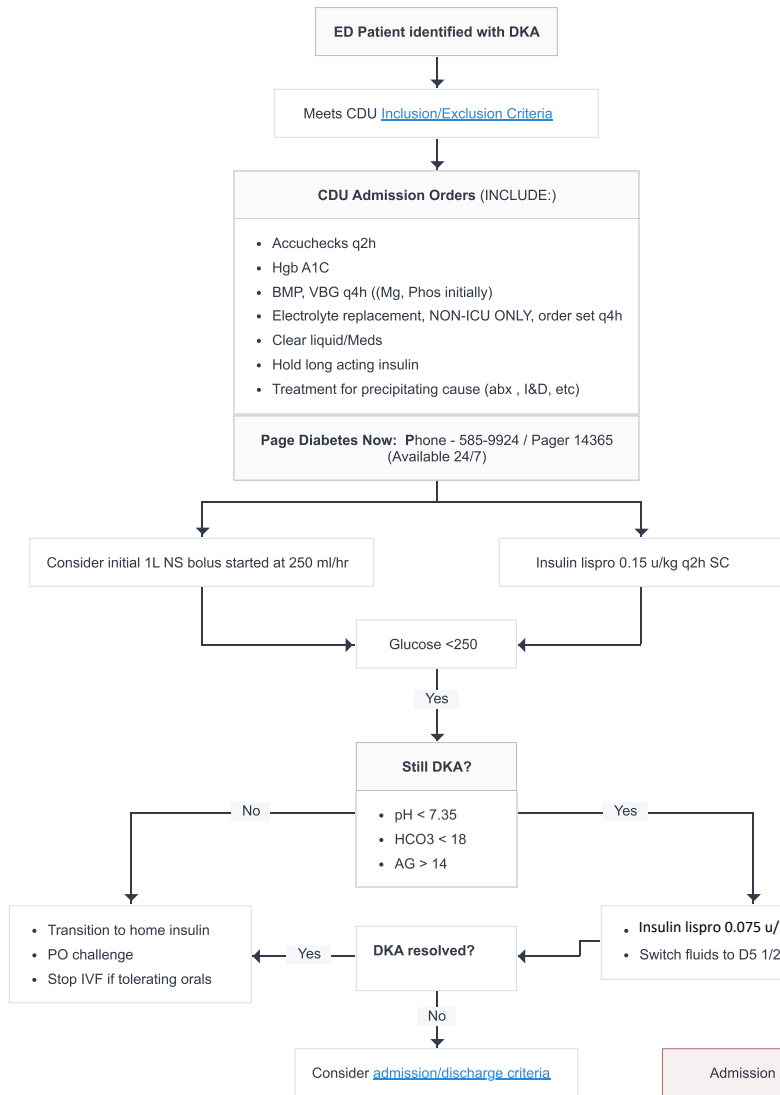 ED Patient identified with DKA
Meets CDU Inclusion/Exclusion Criteria
CDU Admission Orders (INCLUDE:)
• Accuchecks q2h
• Hgb A1C
• BMP, VBG q4h ((Mg, Phos initially)
• Electrolyte replacement, NON-ICU ONLY, order set q4h
• Clear liquid/Meds
• Hold long acting insulin
• Treatment for precipitating cause (abx , I&D, etc)
Page Diabetes Now: Phone - 585-9924 / Pager 14365
(Available 24/7)
Consider initial 1L NS bolus started at 250 ml/hr
Insulin lispro 0.15 u/kg q2h SC
Glucose <250
Yes
Still DKA?
No
Yes
• pH < 7.35
• HCO3 < 18
• AG > 14
• Transition to home insulin
• PO challenge
• Stop IVF if tolerating orals
Yes
DKA resolved?
• Insulin lispro 0.075 u/
• Switch fluids to D5 1/2
No
Consider admission/discharge criteria
Admission